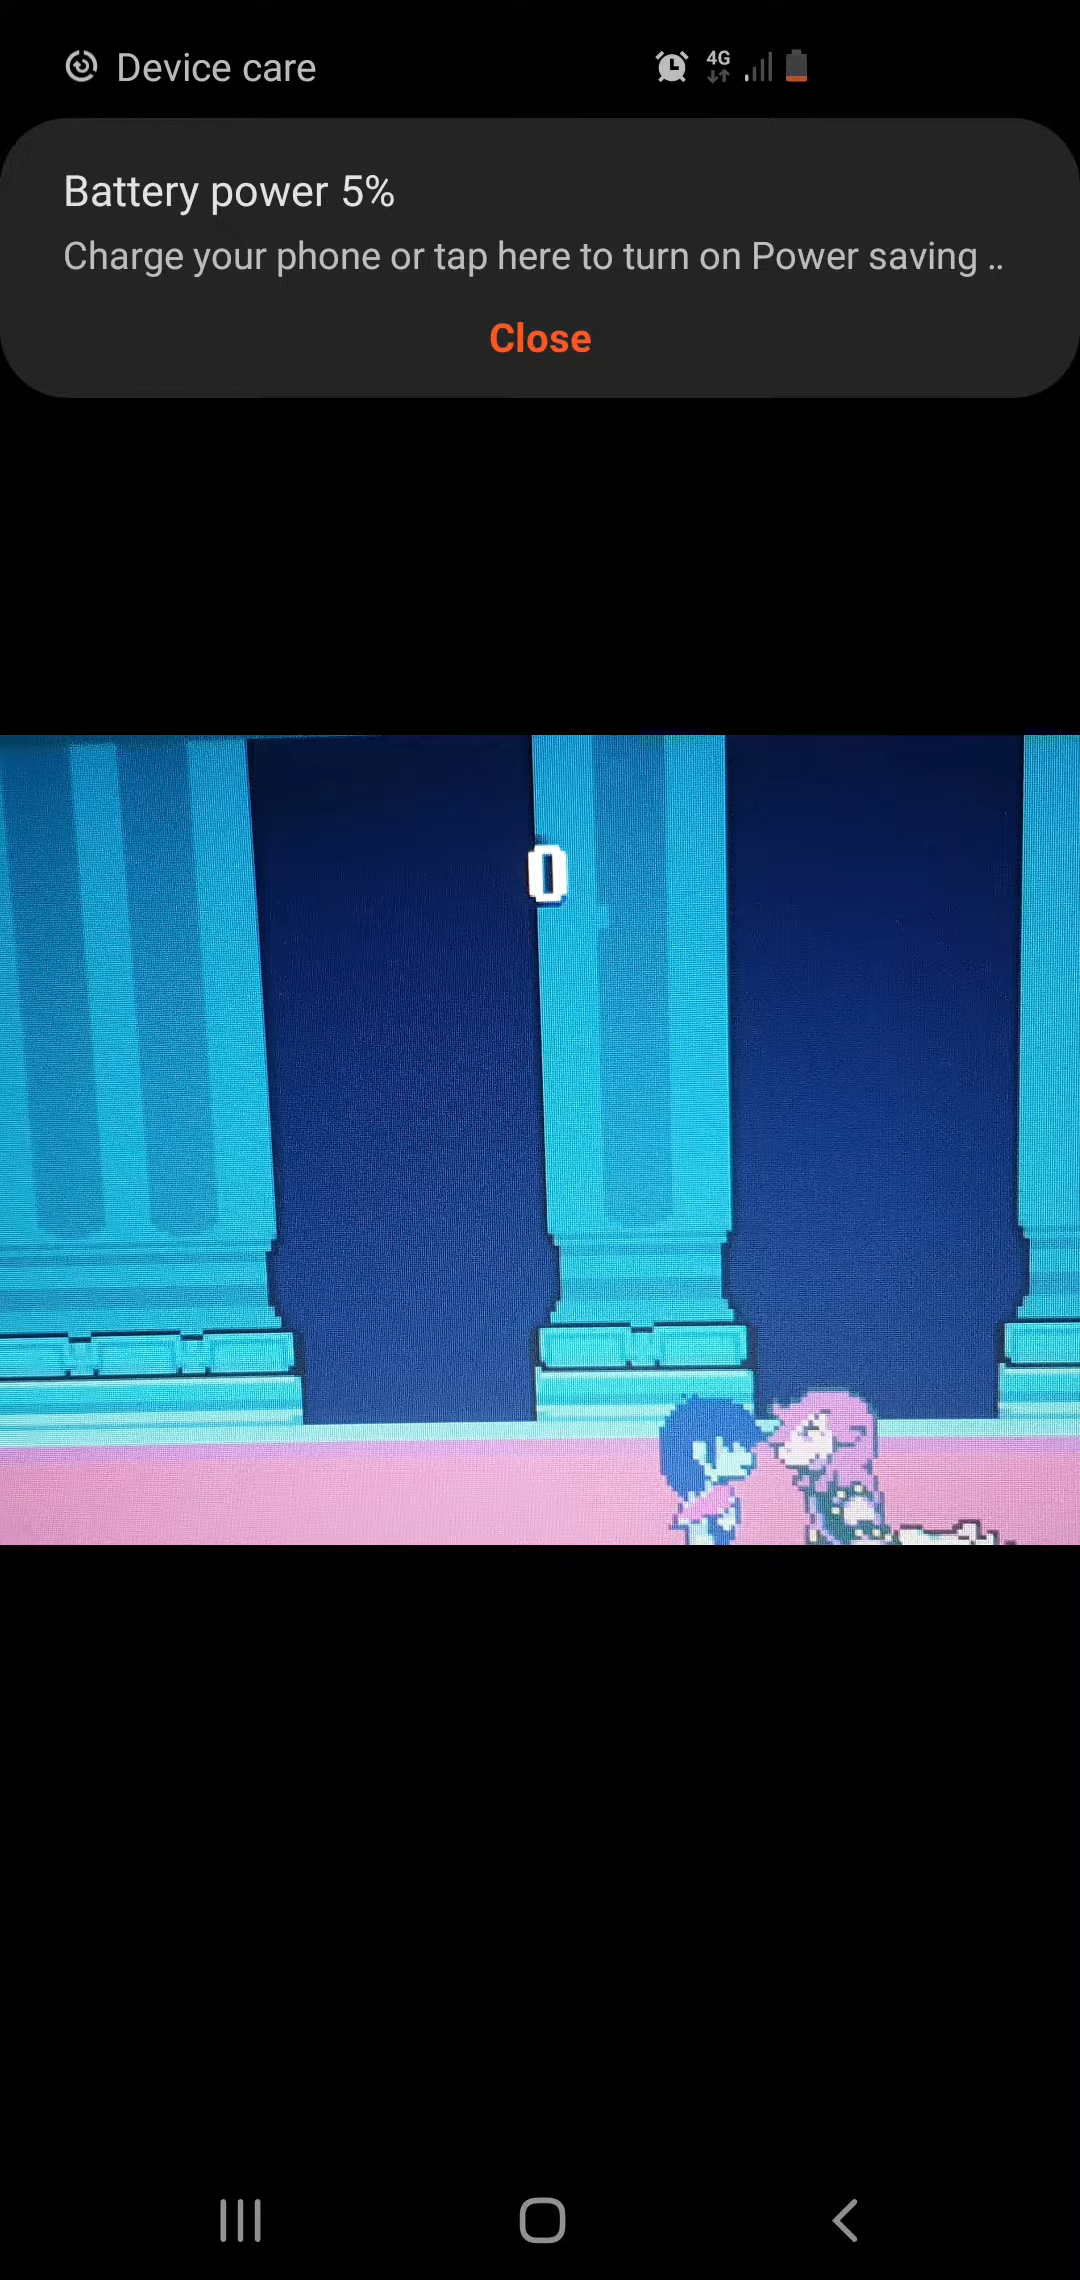 Device care
4G
Battery power 5%
Charge your phone or tap here to turn on Power saving ..
Close
0